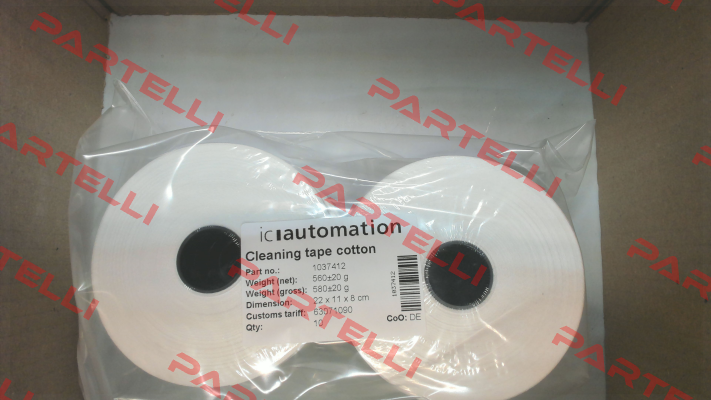 PARTELLI
PARTELLI
PARTELLI
PARTELLI
PARTELLI
PARTELLI
PARTELLI
PARTELLI
PARTELLI
ic automation
Cleaning tape cotton
Part no.: 1037412
Weight (net): 560±20 g
Weight (gross): 580±20 g
Dimension: 22 x 11 x 8 cm
Customs tariff: 63071090
Qty: 10
1037412
CoO: DE